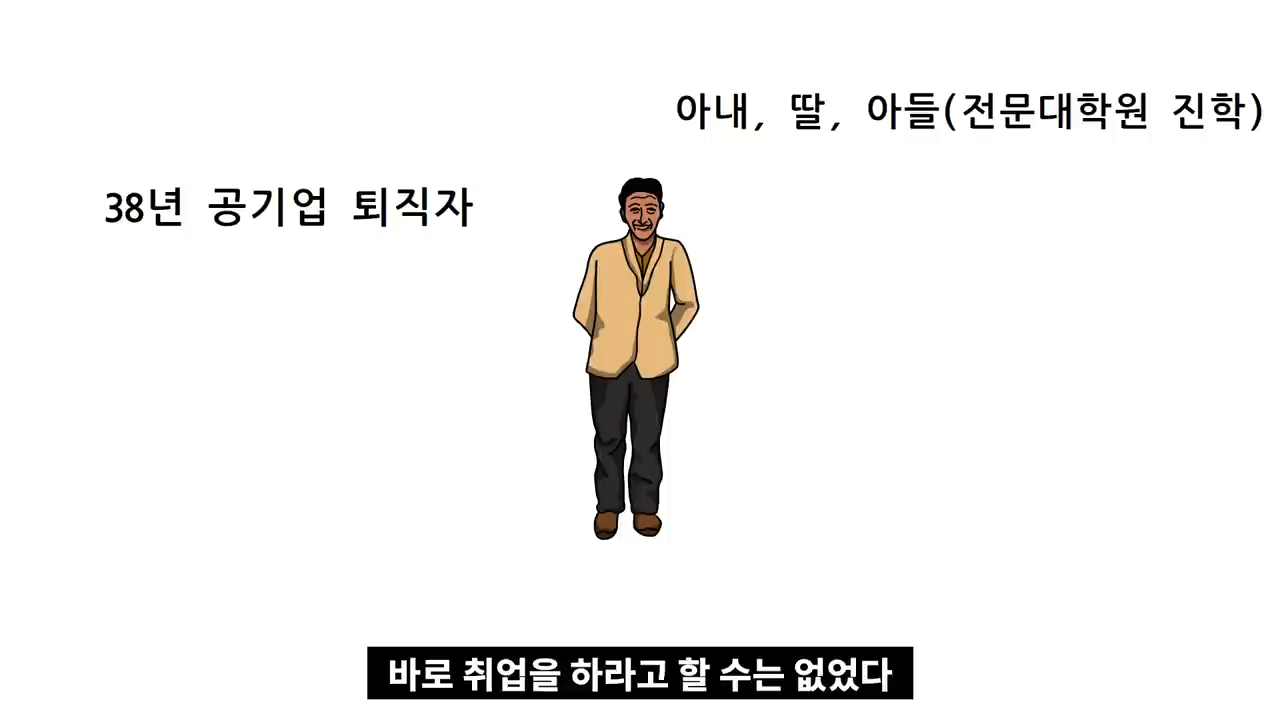 아내, 딸, 아들(전문대학원 진학)
38년 공기업 퇴직자
바로 취업을 하라고 할 수는 없었다